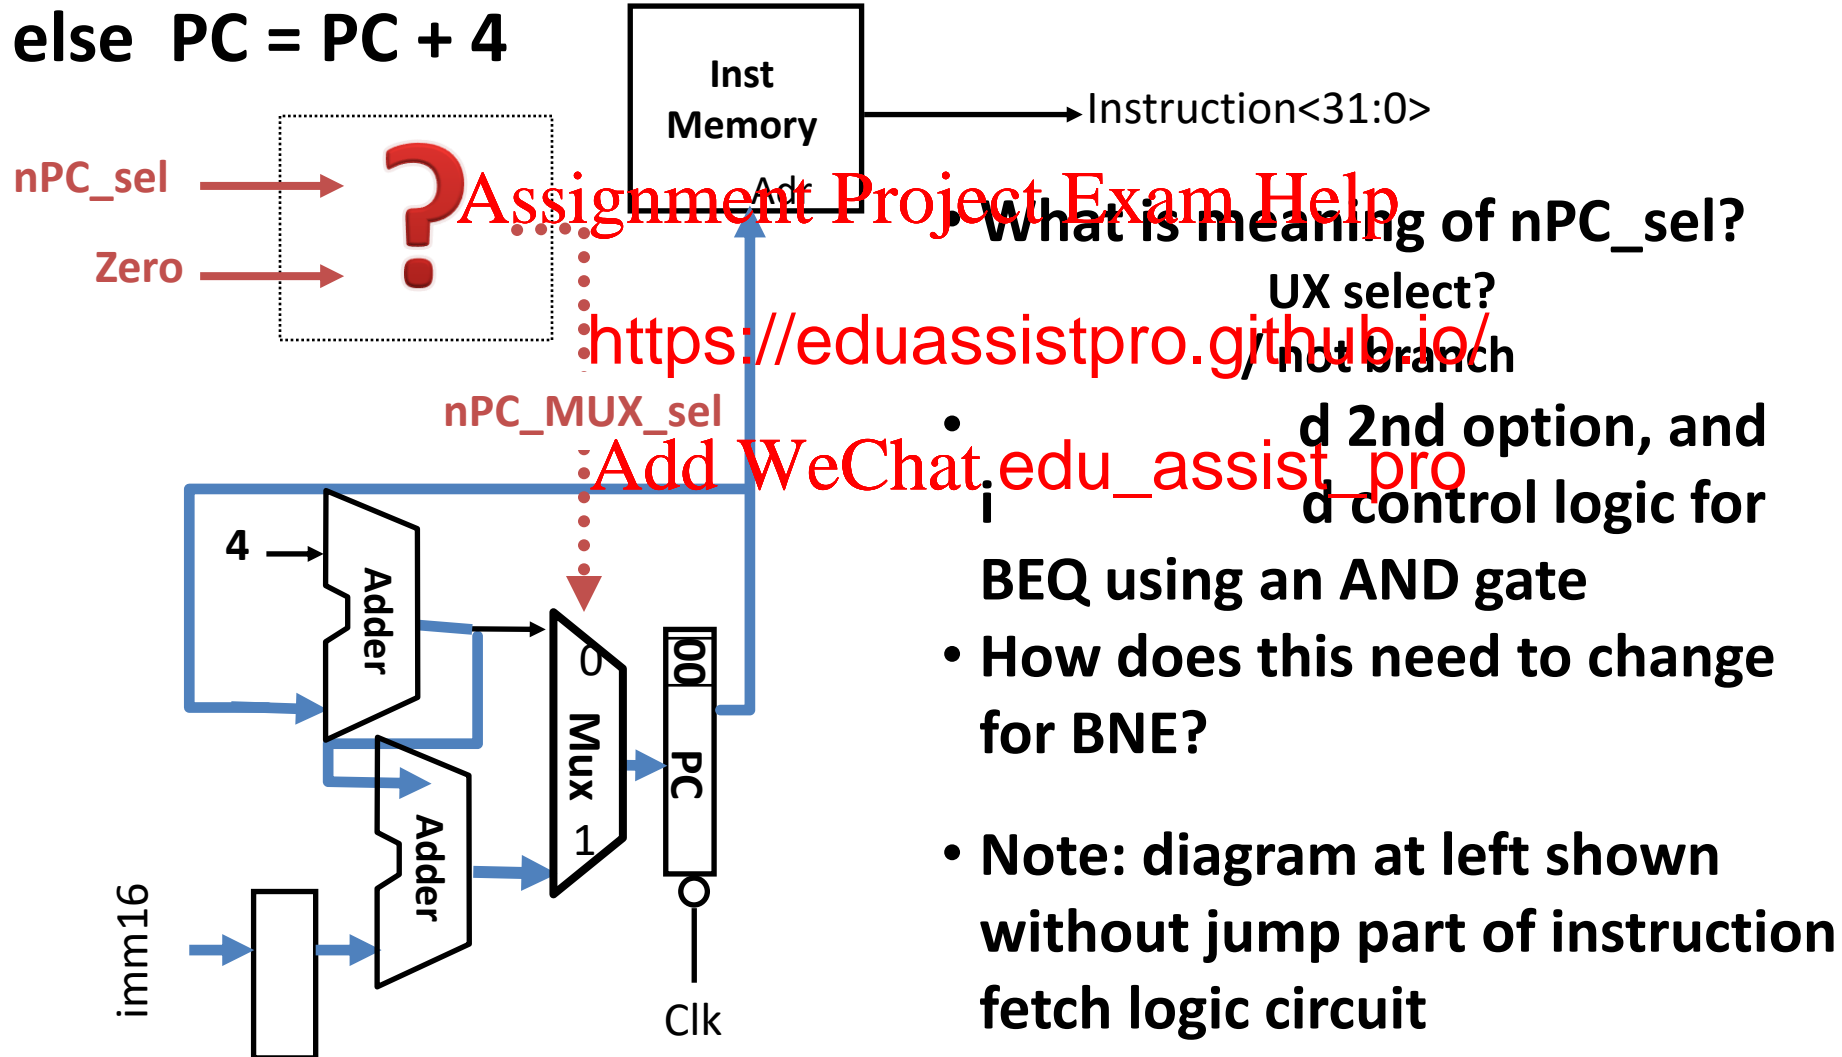 else PC = PC + 4
Inst
Memory
Adr
Instruction<31:0>
nPC_sel
Zero
?
nPC_MUX_sel
4
Adder
Adder
0
Mux
1
00
PC
imm16
Clk
Assignment Project Exam Help
https://eduassistpro.github.io/
Add WeChat edu_assist_pro
• What is meaning of nPC_sel?
UX select?
/ not branch
• d 2nd option, and
i d control logic for
BEQ using an AND gate
• How does this need to change
for BNE?
• Note: diagram at left shown
without jump part of instruction
fetch logic circuit